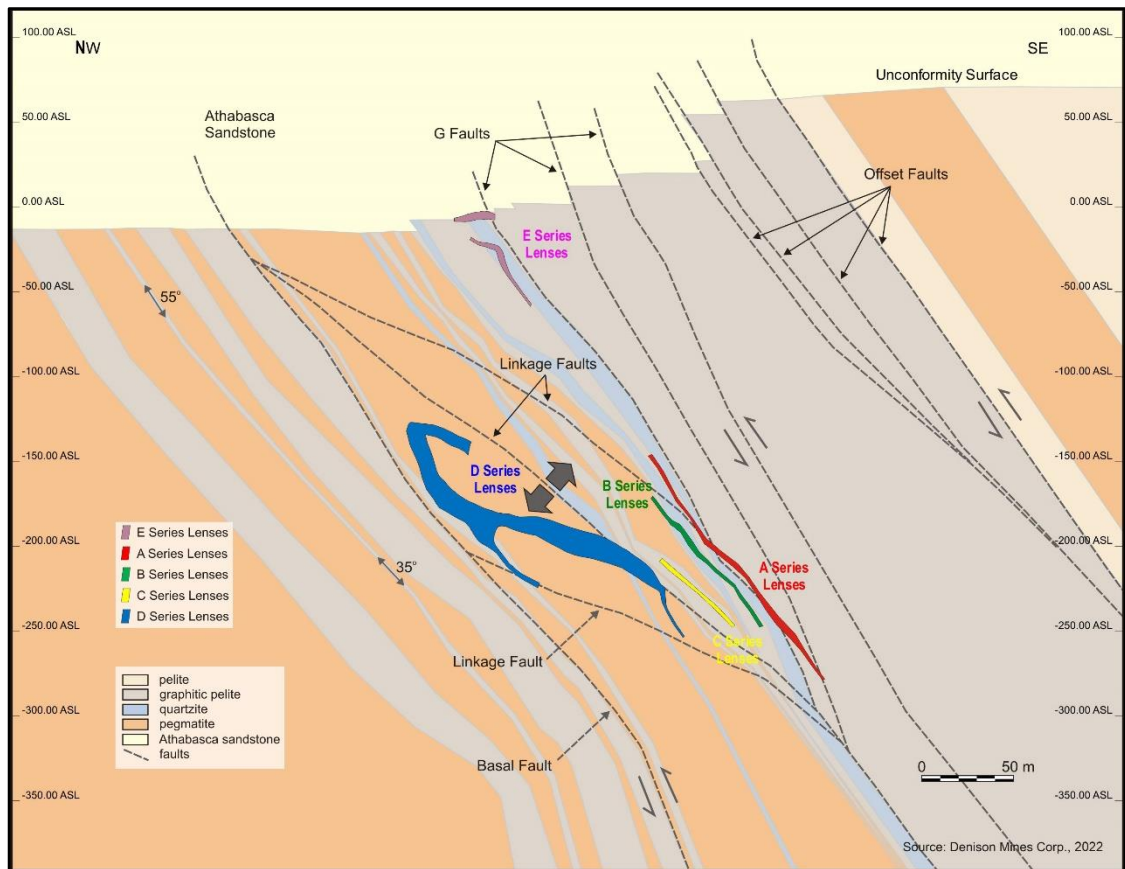 100.00 ASL
NW
100.00 ASL
SE
Unconformity Surface
Athabasca
Sandstone
50.00 ASL
G Faults
50.00 ASL
Offset Faults
0.00 ASL
0.00 ASL
E Series
Lenses
-50.00 ASL
55°
-50.00 ASL
Linkage Faults
-100.00 ASL
-100.00 ASL
-150.00 ASL
D Series
Lenses
B Series
Lenses
-150.00 ASL
E Series Lenses
A Series Lenses
B Series Lenses
C Series Lenses
D Series Lenses
-200.00 ASL
35°
A Series
Lenses
-200.00 ASL
-250.00 ASL
C Series
Lenses
-250.00 ASL
Linkage Fault
pelite
graphitic pelite
quartzite
pegmatite
Athabasca sandstone
faults
-300.00 ASL
-300.00 ASL
Basal Fault
0 50 m
-350.00 ASL
-350.00 ASL
Source: Denison Mines Corp., 2022